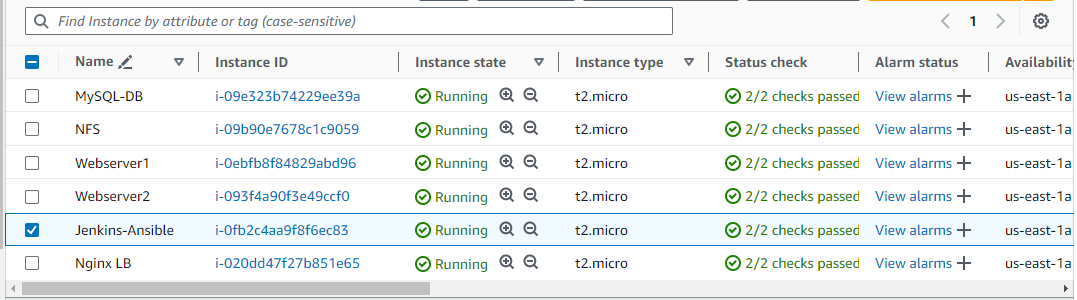 Find Instance by attribute or tag (case-sensitive) 1
Name Instance ID Instance state Instance type Status check Alarm status Availability
MySQL-DB i-09e323b74229ee39a Running t2.micro 2/2 checks passed View alarms us-east-1a
NFS i-09b90e7678c1c9059 Running t2.micro 2/2 checks passed View alarms us-east-1a
Webserver1 i-0ebfb8f84829abd96 Running t2.micro 2/2 checks passed View alarms us-east-1a
Webserver2 i-093f4a90f3e49ccf0 Running t2.micro 2/2 checks passed View alarms us-east-1a
Jenkins-Ansible i-0fb2c4aa9f8f6ec83 Running t2.micro 2/2 checks passed View alarms us-east-1a
Nginx LB i-020dd47f27b851e65 Running t2.micro 2/2 checks passed View alarms us-east-1a